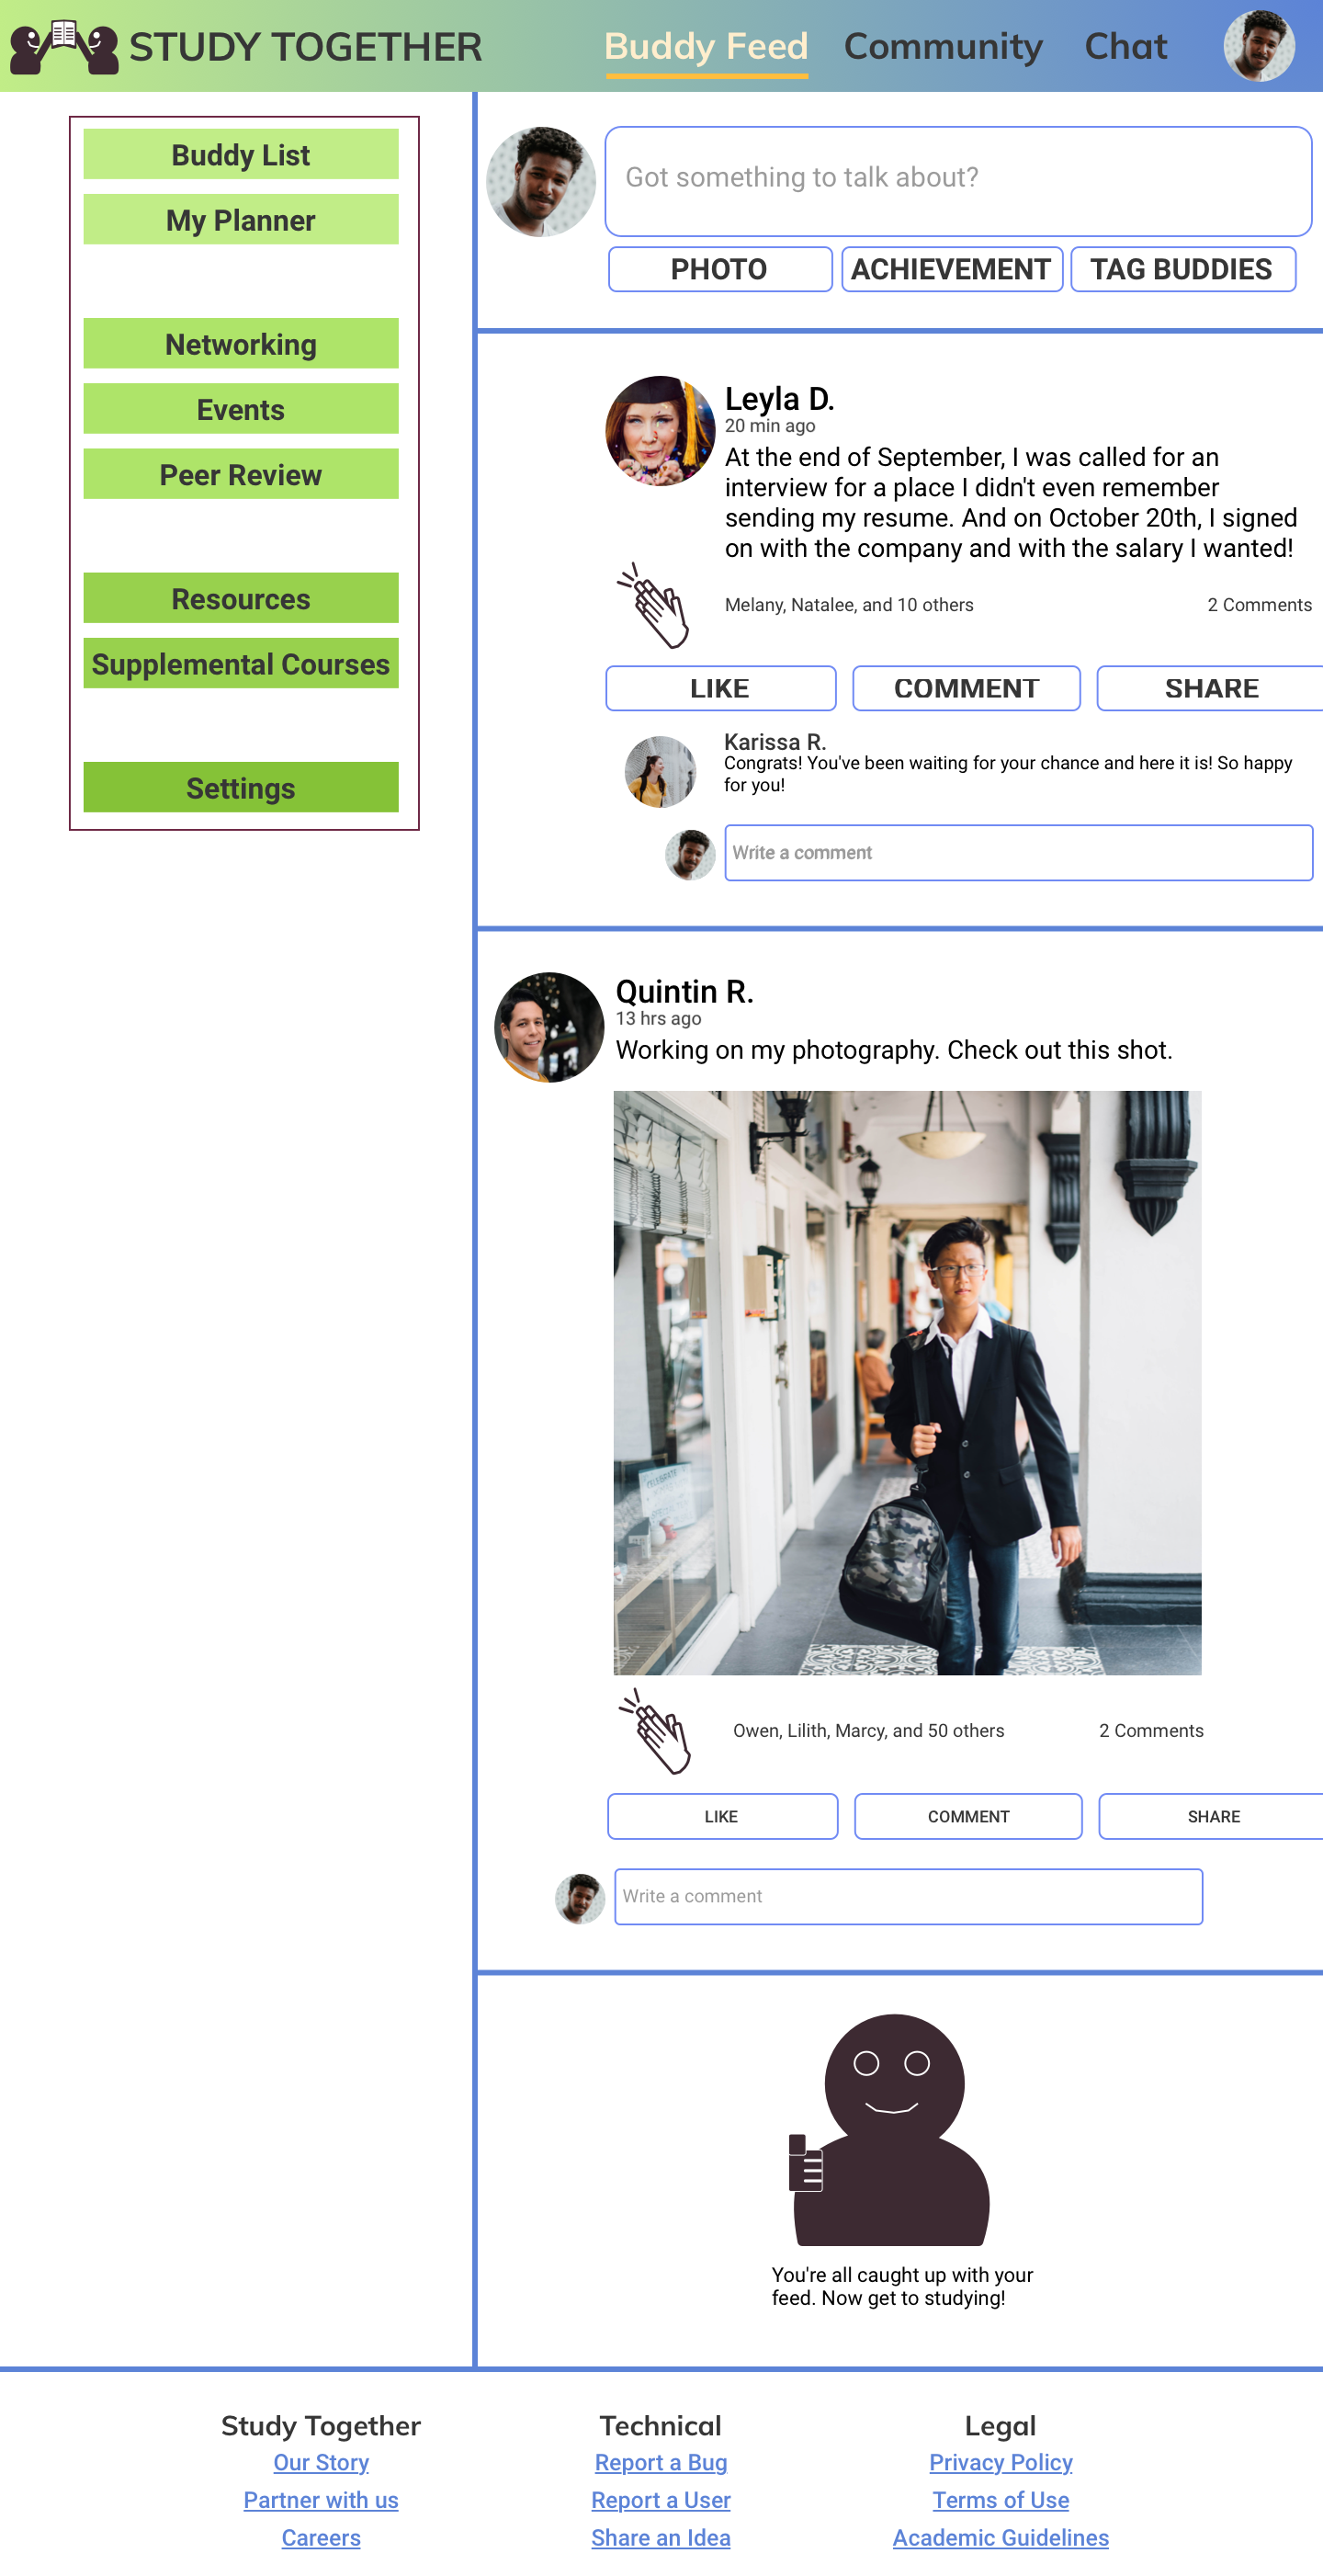 STUDY TOGETHER
Buddy Feed
Community
Chat
Buddy List
My Planner
Networking
Events
Peer Review
Resources
Supplemental Courses
Settings
Got something to talk about?
PHOTO
ACHIEVEMENT
TAG BUDDIES
Leyla D.
20 min ago
At the end of September, I was called for an
interview for a place I didn't even remember
sending my resume. And on October 20th, I signed
on with the company and with the salary I wanted!
Melany, Natalee, and 10 others
2 Comments
LIKE
COMMENT
SHARE
Karissa R.
Congrats! You've been waiting for your chance and here it is! So happy
for you!
Write a comment
Quintin R.
13 hrs ago
Working on my photography. Check out this shot.
Owen, Lilith, Marcy, and 50 others
2 Comments
LIKE
COMMENT
SHARE
Write a comment
You're all caught up with your
feed. Now get to studying!
Study Together
Our Story
Partner with us
Careers
Technical
Report a Bug
Report a User
Share an Idea
Legal
Privacy Policy
Terms of Use
Academic Guidelines